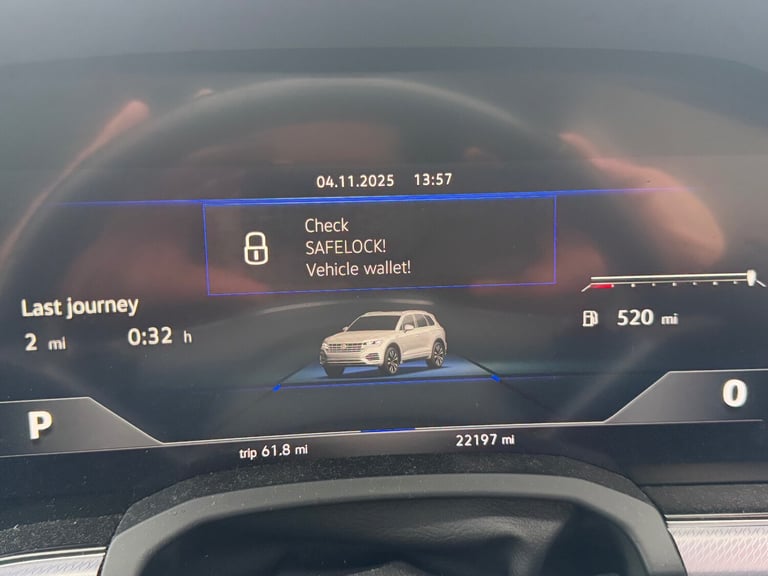 04.11.2025 13:57
Check
SAFELOCK!
Vehicle wallet!
Last journey
2 mi 0:32 h
520 mi
P
0
trip 61.8 mi 22197 mi